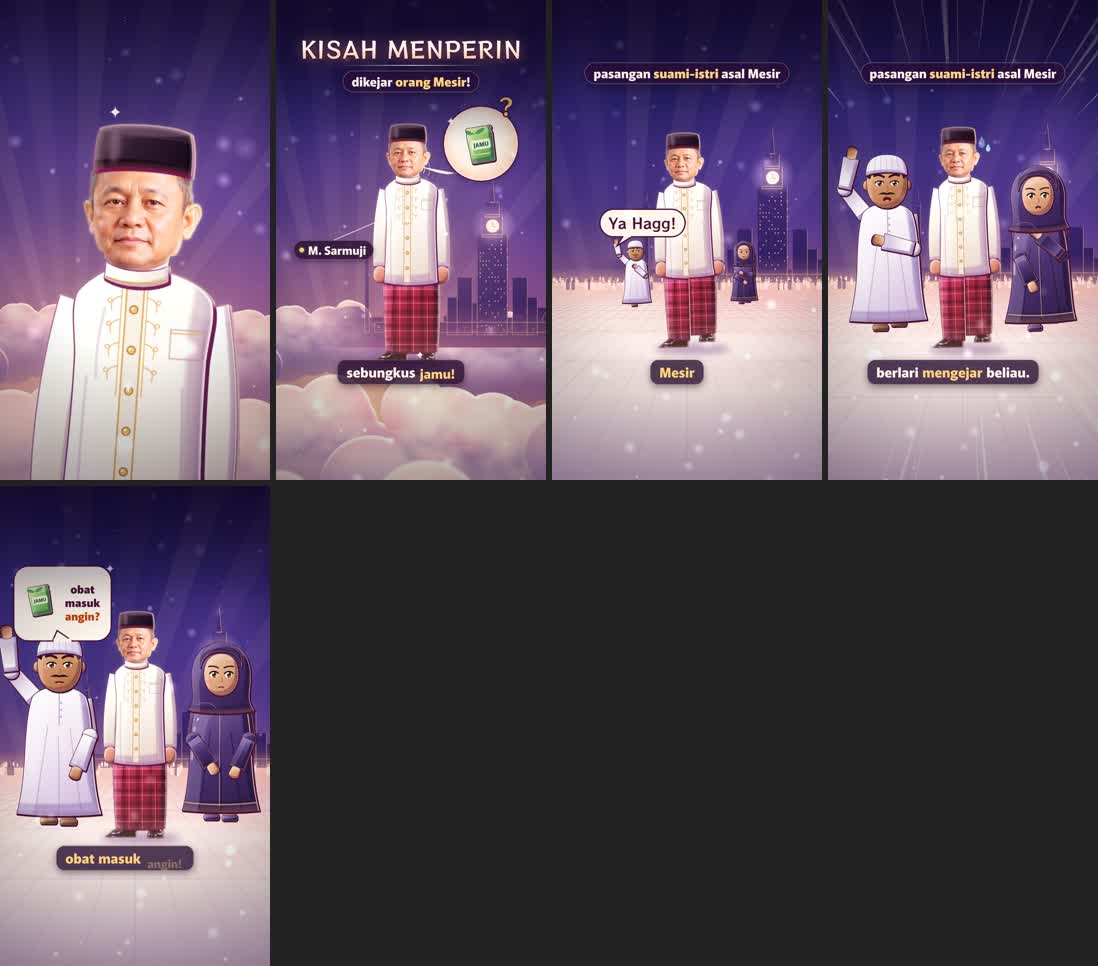 KISAH MENPERIN
dikejar orang Mesir!
?
JAMU
M. Sarmuji
sebungkus jamu!
pasangan suami-istri asal Mesir
Ya Hagg!
Mesir
pasangan suami-istri asal Mesir
berlari mengejar beliau.
JAMU
obat
masuk
angin?
obat masuk angin!